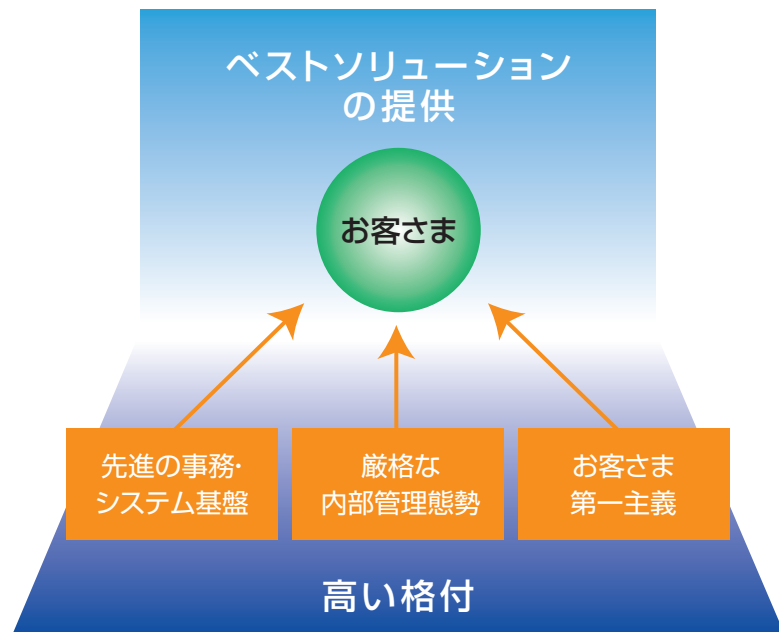 ベストソリューション
の提供
お客さま
先進の事務・
システム基盤
厳格な
内部管理態勢
お客さま
第一主義
高い格付